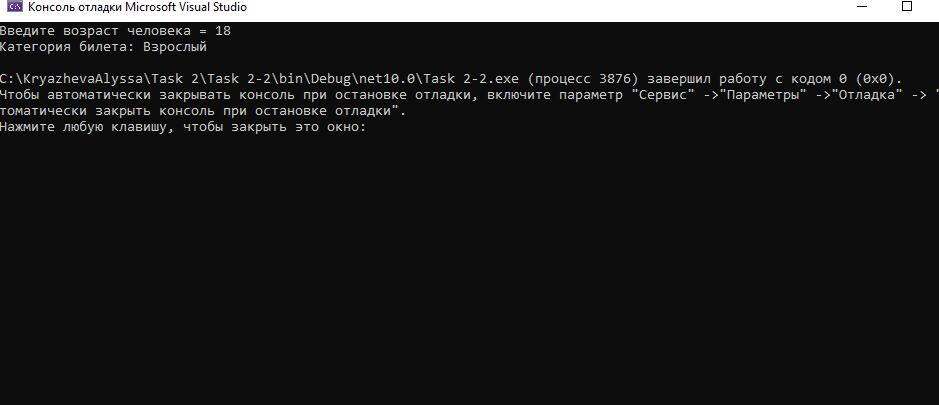 Консоль отладки Microsoft Visual Studio
Введите возраст человека = 18
Категория билета: Взрослый
C:\KryazhevaAlyssa\Task 2\Task 2-2\bin\Debug\net10.0\Task 2-2.exe (процесс 3876) завершил работу с кодом 0 (0x0).
Чтобы автоматически закрывать консоль при остановке отладки, включите параметр "Сервис" ->"Параметры" ->"Отладка" -> "
томатически закрыть консоль при остановке отладки".
Нажмите любую клавишу, чтобы закрыть это окно: